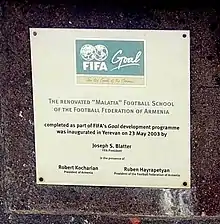 FIFA
Goal
For the Good of the Game
THE RENOVATED "MALATIA" FOOTBALL SCHOOL
OF THE FOOTBALL FEDERATION OF ARMENIA
completed as part of FIFA's Goal development programme
was inaugurated in Yerevan on 23 May 2003 by
Joseph S. Blatter
FIFA President
in the presence of
Robert Kocharian
President of Armenia
Ruben Hayrapetyan
President of the Football Federation of Armenia